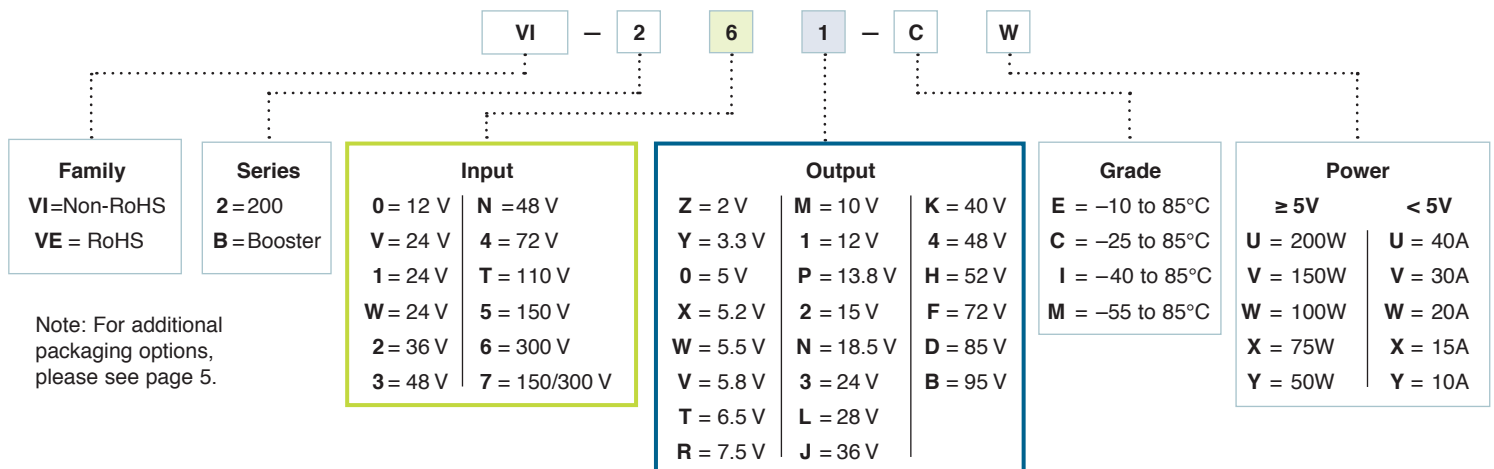 VI – 2 6 1 – C W
Family
VI=Non-RoHS
VE = RoHS
Series
2=200
B=Booster
Input
0 = 12 V N =48 V
V = 24 V 4 = 72 V
1 = 24 V T = 110 V
W = 24 V 5 = 150 V
2 = 36 V 6 = 300 V
3 = 48 V 7 = 150/300 V
Output
Z = 2 V M = 10 V K = 40 V
Y = 3.3 V 1 = 12 V 4 = 48 V
0 = 5 V P = 13.8 V H = 52 V
X = 5.2 V 2 = 15 V F = 72 V
W = 5.5 V N = 18.5 V D = 85 V
V = 5.8 V 3 = 24 V B = 95 V
T = 6.5 V L = 28 V
R = 7.5 V J = 36 V
Grade
E = –10 to 85°C
C = –25 to 85°C
I = –40 to 85°C
M = –55 to 85°C
Power
≥ 5V < 5V
U = 200W U = 40A
V = 150W V = 30A
W = 100W W = 20A
X = 75W X = 15A
Y = 50W Y = 10A
Note: For additional
packaging options,
please see page 5.